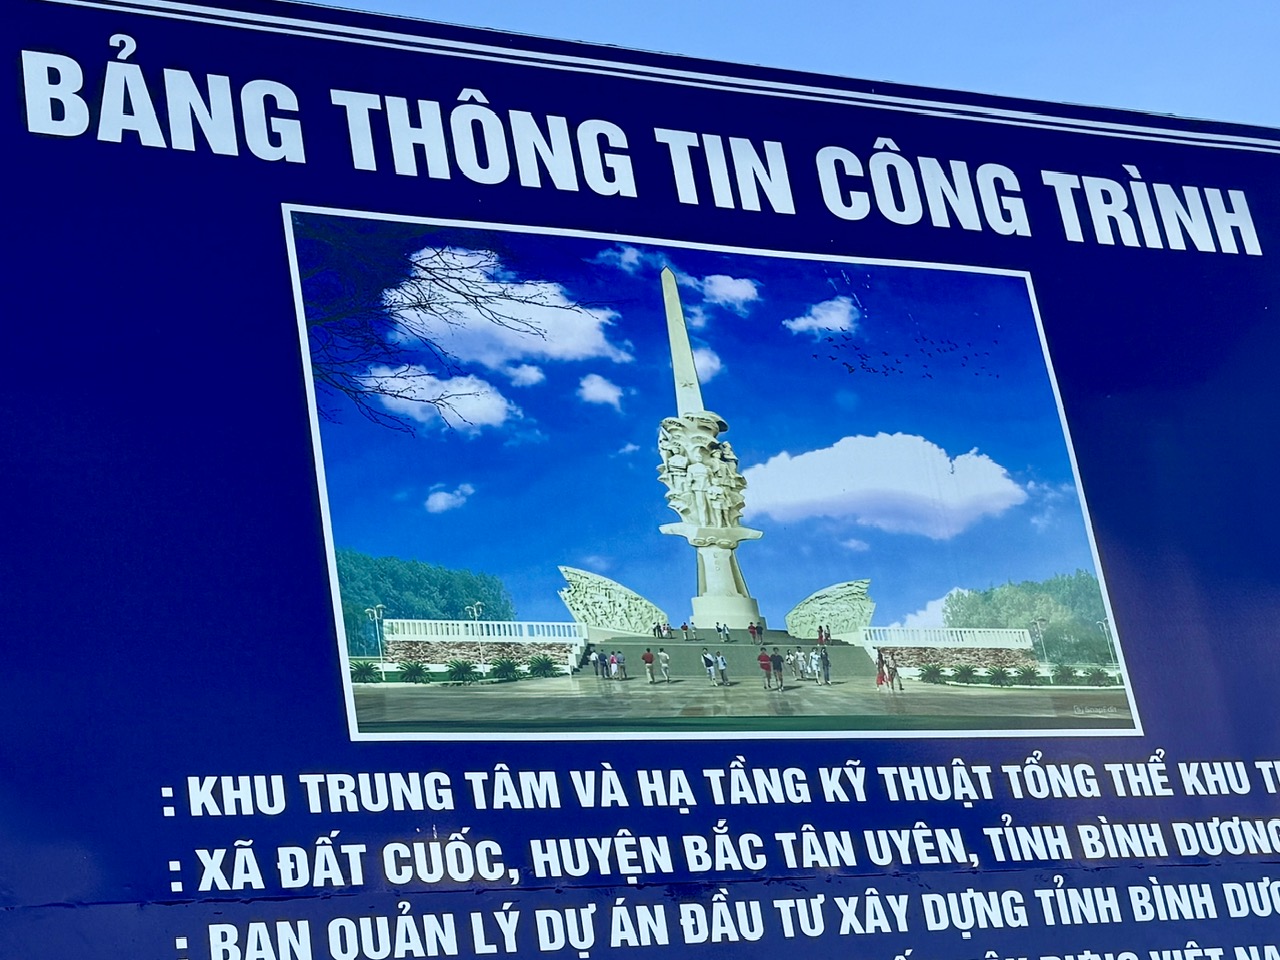 BẢNG THÔNG TIN CÔNG TRÌNH
: KHU TRUNG TÂM VÀ HẠ TẦNG KỸ THUẬT TỔNG THỂ KHU
: XÃ ĐẤT CUỐC, HUYỆN BẮC TÂN UYÊN, TỈNH BÌNH DƯƠNG
: BAN QUẢN LÝ DỰ ÁN ĐẦU TƯ XÂY DỰNG TỈNH BÌNH